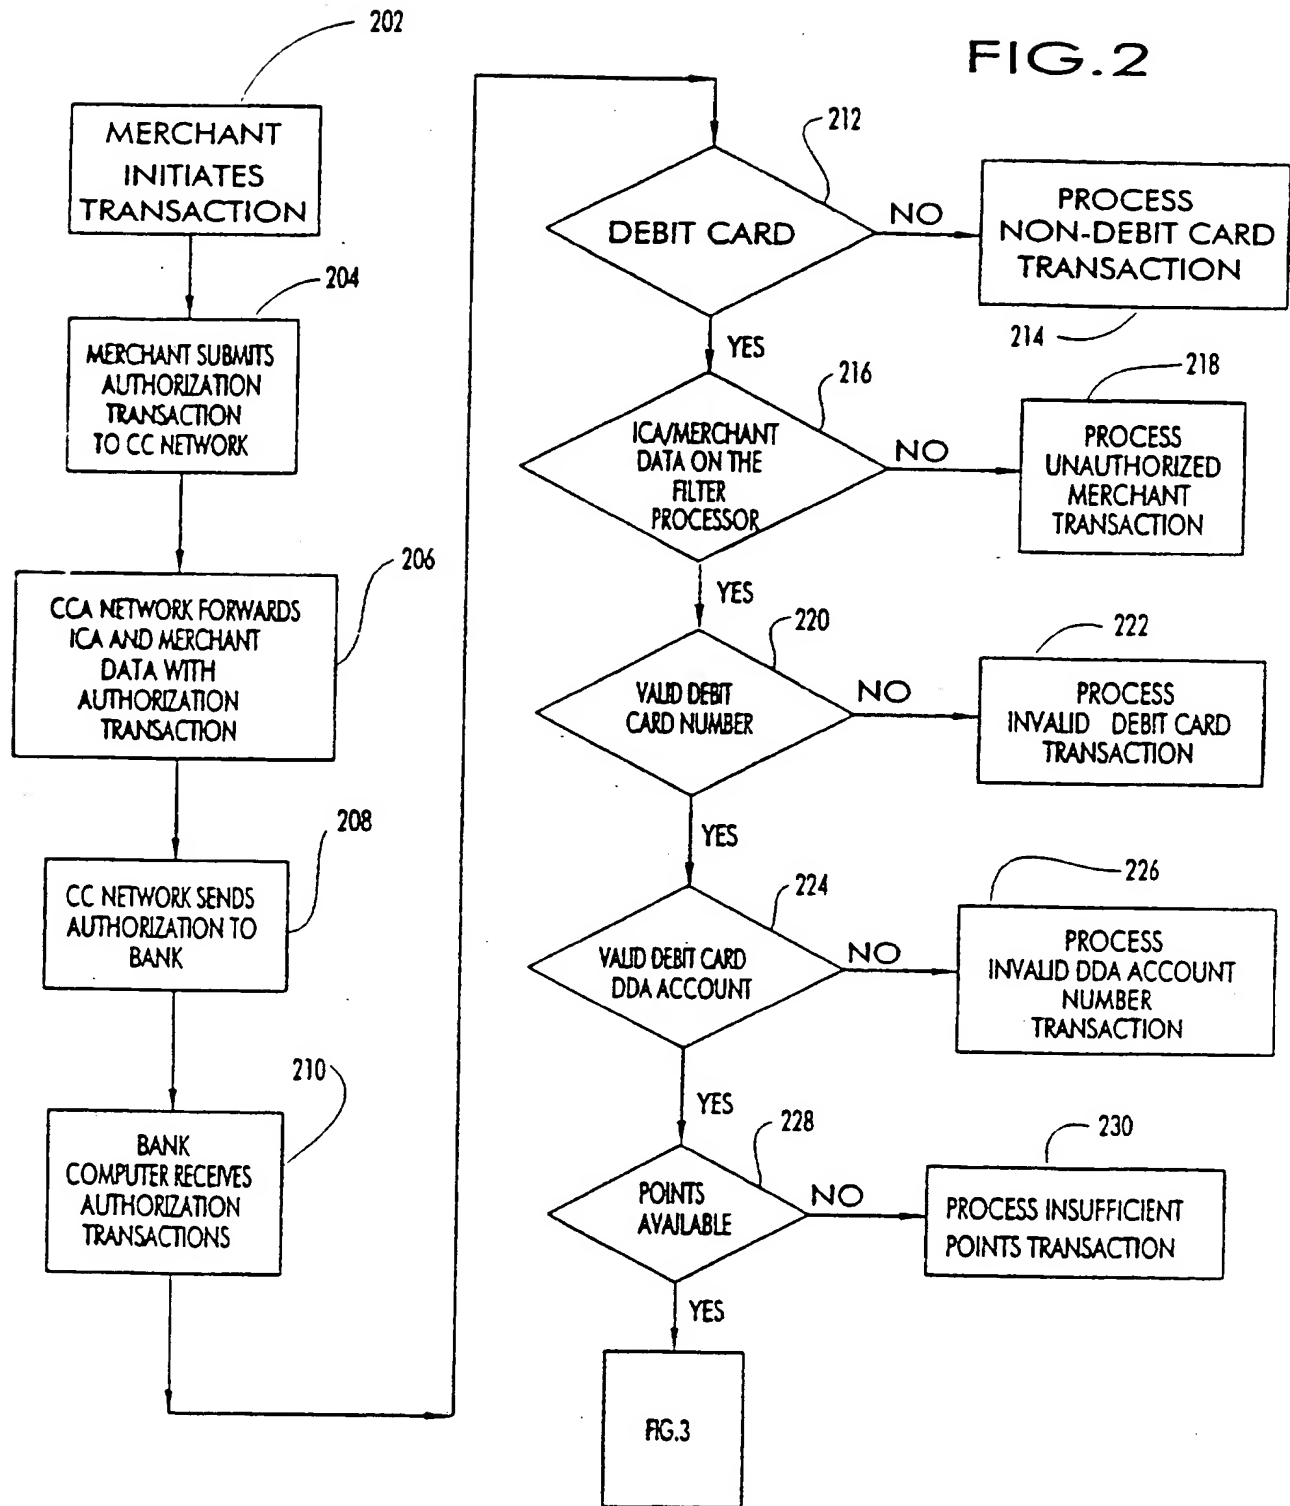 FIG.2
202
MERCHANT
INITIATES
TRANSACTION
204
MERCHANT SUBMITS
AUTHORIZATION
TRANSACTION
TO CC NETWORK
206
CCA NETWORK FORWARDS
ICA AND MERCHANT
DATA WITH
AUTHORIZATION
TRANSACTION
208
CC NETWORK SENDS
AUTHORIZATION TO
BANK
210
BANK
COMPUTER RECEIVES
AUTHORIZATION
TRANSACTIONS
212
DEBIT CARD
NO
PROCESS
NON-DEBIT CARD
TRANSACTION
214
YES
216
ICA/MERCHANT
DATA ON THE
FILTER
PROCESSOR
NO
218
PROCESS
UNAUTHORIZED
MERCHANT
TRANSACTION
YES
220
VALID DEBIT
CARD NUMBER
NO
222
PROCESS
INVALID DEBIT CARD
TRANSACTION
YES
224
VALID DEBIT CARD
DDA ACCOUNT
NO
226
PROCESS
INVALID DDA ACCOUNT
NUMBER
TRANSACTION
YES
228
POINTS
AVAILABLE
NO
230
PROCESS INSUFFICIENT
POINTS TRANSACTION
YES
FIG.3